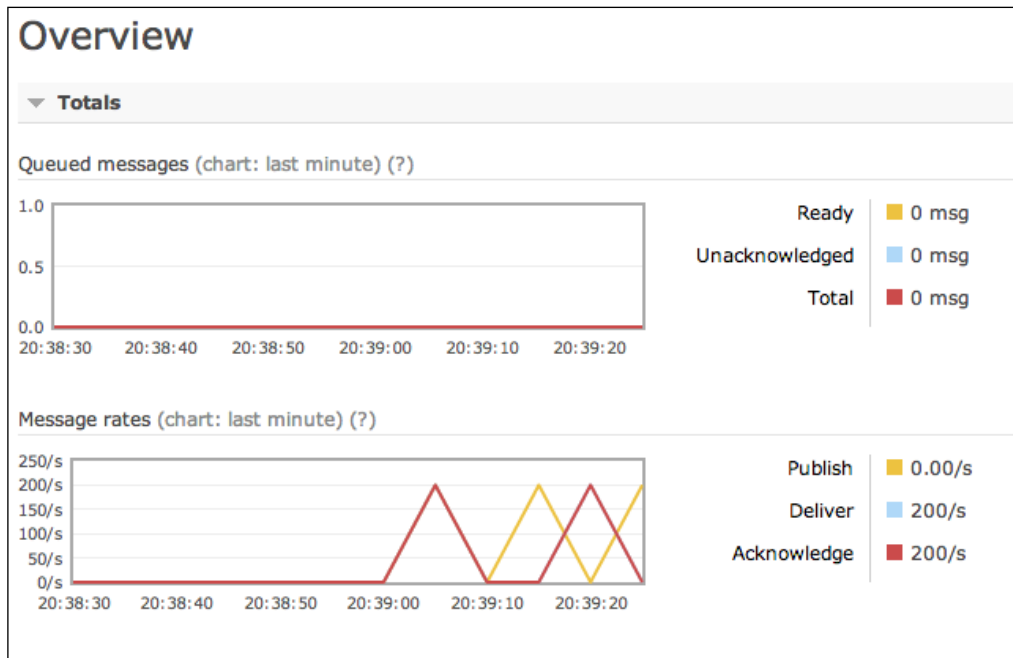 Overview
Totals
Queued messages (chart: last minute) (?)
1.0
0.5
0.0
20:38:30 20:38:40 20:38:50 20:39:00 20:39:10 20:39:20
Ready 0 msg
Unacknowledged 0 msg
Total 0 msg
Message rates (chart: last minute) (?)
250/s
200/s
150/s
100/s
50/s
0/s
20:38:30 20:38:40 20:38:50 20:39:00 20:39:10 20:39:20
Publish 0.00/s
Deliver 200/s
Acknowledge 200/s